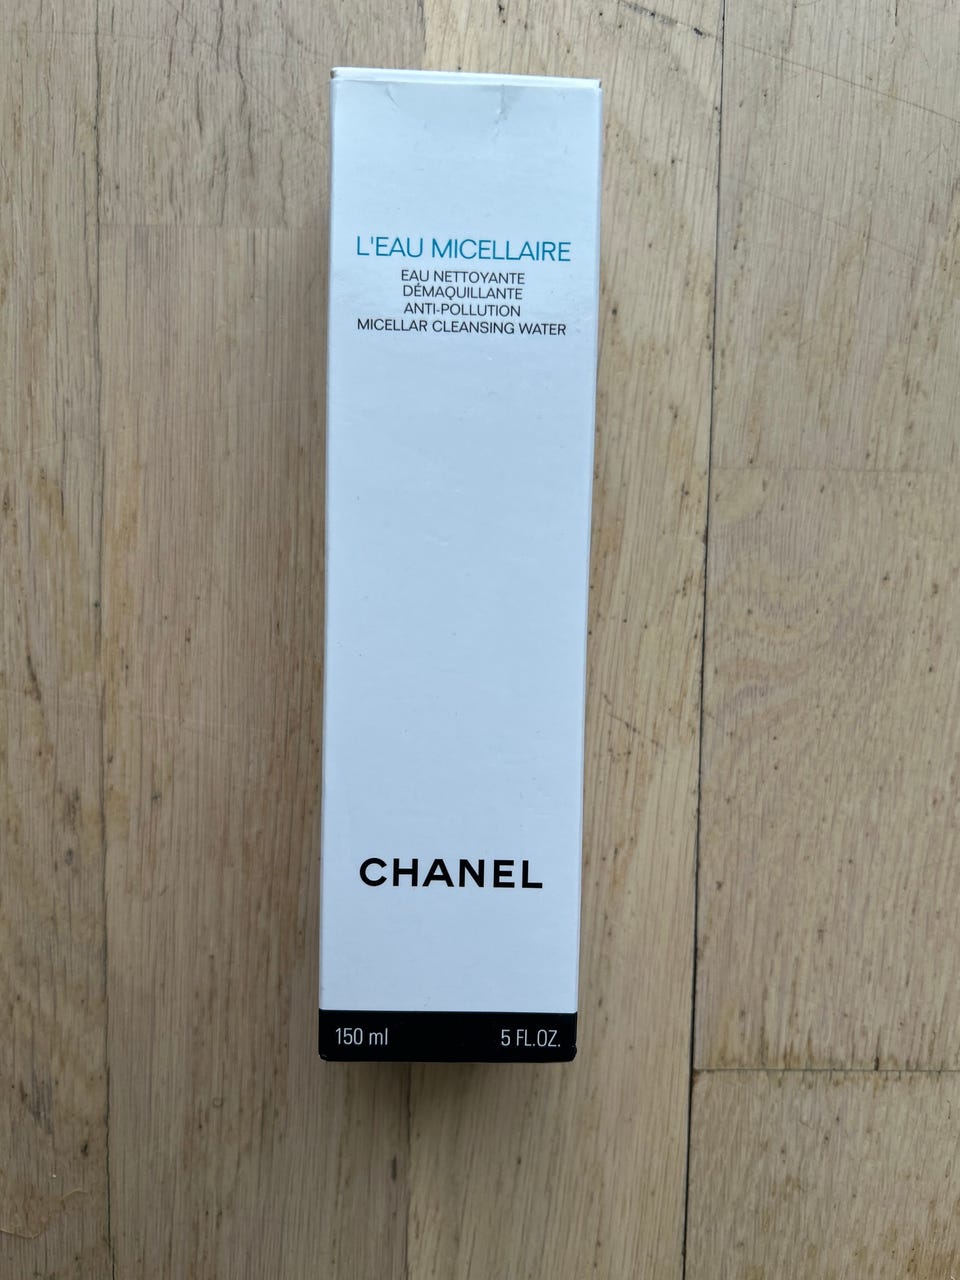 L'EAU MICELLAIRE
EAU NETTOYANTE
DÉMAQUILLANTE
ANTI-POLLUTION
MICELLAR CLEANSING WATER
CHANEL
150 ml 5 FL.OZ.